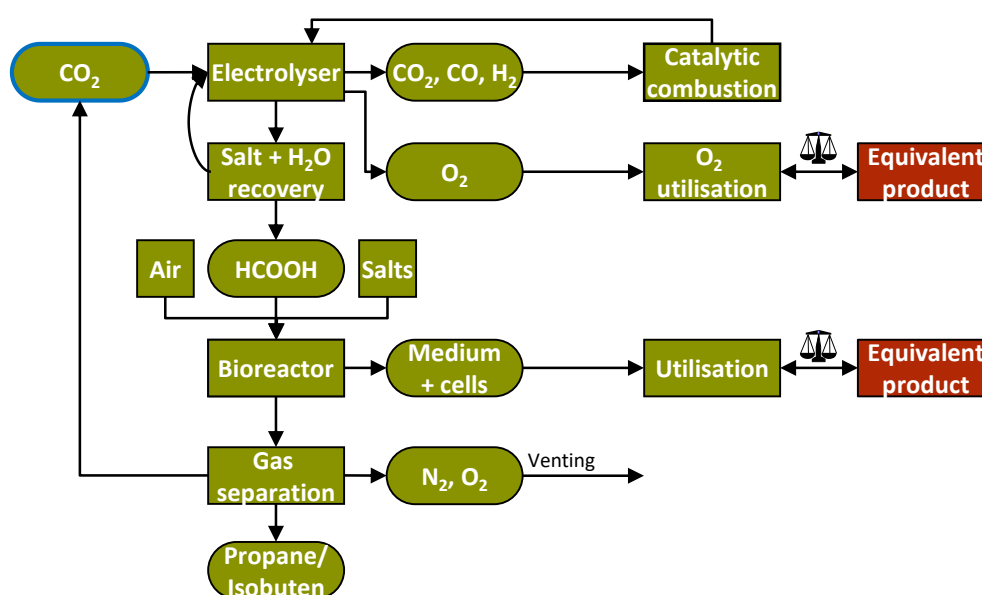 CO₂
Electrolyser
CO₂, CO, H₂
Catalytic
combustion
Salt + H₂O
recovery
O₂
O₂
utilisation
Equivalent
product
Air
HCOOH
Salts
Bioreactor
Medium
+ cells
Utilisation
Equivalent
product
Gas
separation
N₂, O₂
Venting
Propane/
Isobuten